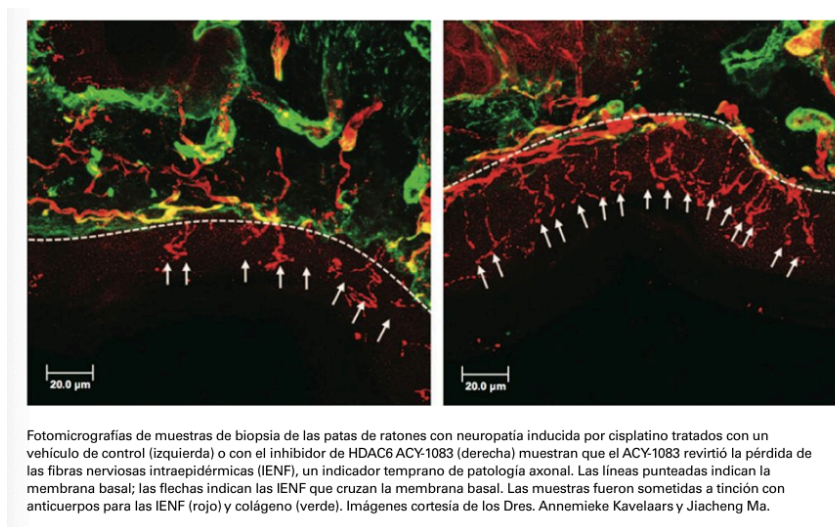 20.0 µm
20.0 µm
Fotomicrografías de muestras de biopsia de las patas de ratones con neuropatía inducida por cisplatino tratados con un
vehículo de control (izquierda) o con el inhibidor de HDAC6 ACY-1083 (derecha) muestran que el ACY-1083 revirtió la pérdida de
las fibras nerviosas intraepidérmicas (IENF), un indicador temprano de patología axonal. Las líneas punteadas indican la
membrana basal; las flechas indican las IENF que cruzan la membrana basal. Las muestras fueron sometidas a tinción con
anticuerpos para las IENF (rojo) y colágeno (verde). Imágenes cortesía de los Dres. Annemieke Kavelaars y Jiacheng Ma.